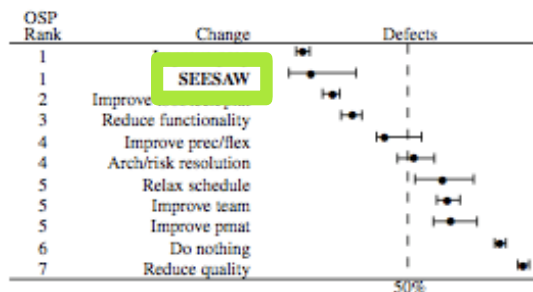 OSP
Rank Change Defects
1
1 SEESAW
2 Improve
3 Reduce functionality
4 Improve prec/flex
4 Arch/risk resolution
5 Relax schedule
5 Improve team
5 Improve pmat
6 Do nothing
7 Reduce quality
50%